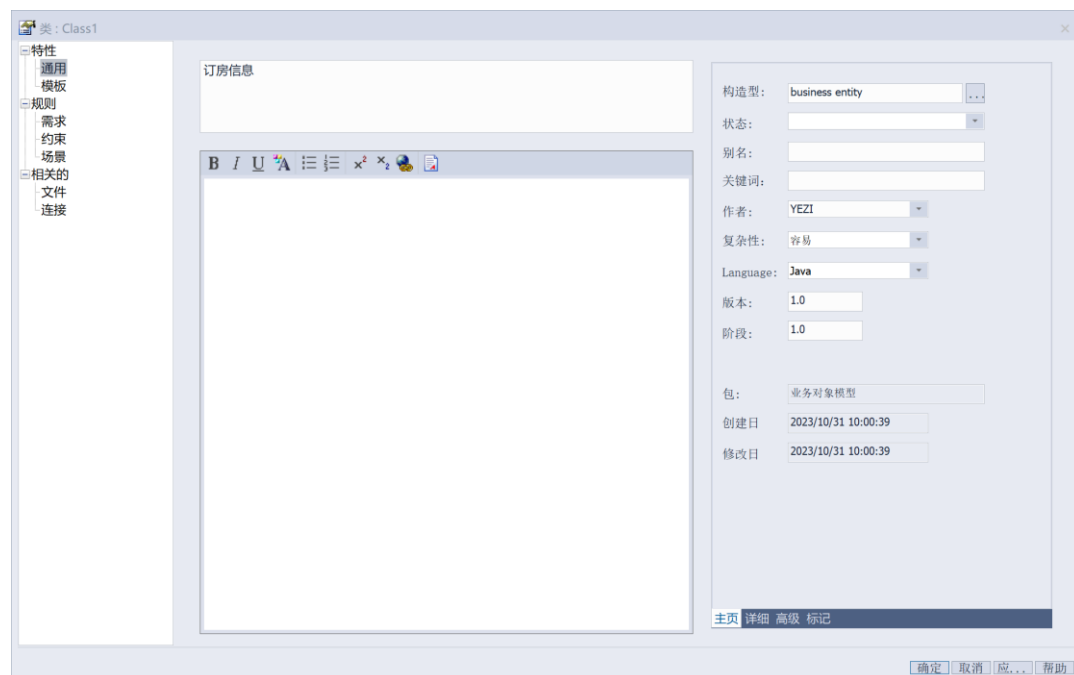 类 : Class1
特性
通用
模板
规则
需求
约束
场景
相关的
文件
连接
订房信息
B I U A x² x₂
构造型: business entity ...
状态:
别名:
关键词:
作者: YEZI
复杂性: 容易
Language: Java
版本: 1.0
阶段: 1.0
包: 业务对象模型
创建日 2023/10/31 10:00:39
修改日 2023/10/31 10:00:39
主页 详细 高级 标记
确定 取消 应... 帮助